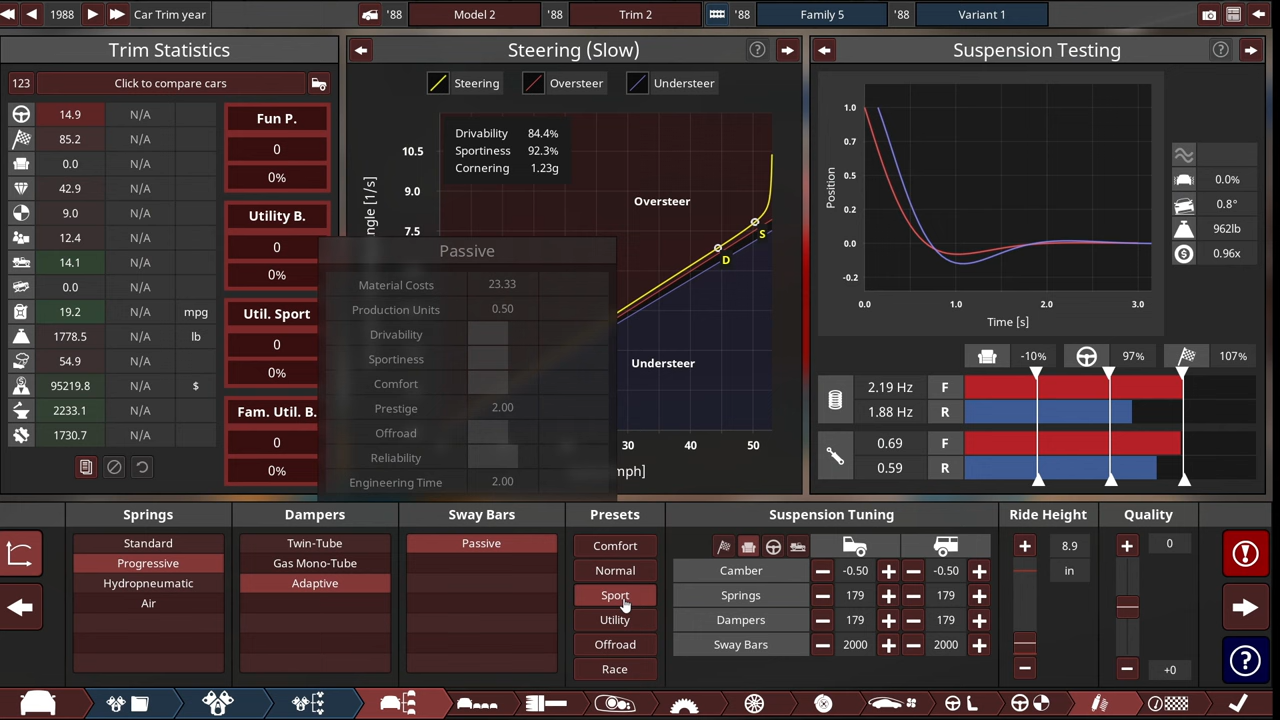 1988 Car Trim year '88 Model 2 '88 Trim 2 '88 Family 5 '88 Variant 1
Trim Statistics
123 Click to compare cars
14.9 N/A
85.2 N/A
0.0 N/A
42.9 N/A
9.0 N/A
12.4 N/A
14.1 N/A
0.0 N/A
19.2 N/A mpg
1778.5 N/A lb
54.9 N/A
95219.8 N/A $
2233.1 N/A
1730.7 N/A
Fun P.
0
0%
Utility B.
0
0%
Util. Sport
0
0%
Fam. Util. B.
0
0%
Steering (Slow) ?
Steering Oversteer Understeer
Drivability 84.4%
Sportiness 92.3%
Cornering 1.23g
10.5
9.0
7.5
ngle [1/s]
Oversteer
S
D
Understeer
30 40 50
mph]
Passive
Material Costs 23.33
Production Units 0.50
Drivability
Sportiness
Comfort
Prestige 2.00
Offroad
Reliability
Engineering Time 2.00
Suspension Testing ?
1.0
0.7
0.5
0.2
0.0
-0.2
Position
0.0 1.0 2.0 3.0
Time [s]
0.0%
0.8°
962lb
0.96x
-10% 97% 107%
2.19 Hz F
1.88 Hz R
0.69 F
0.59 R
Springs
Standard
Progressive
Hydropneumatic
Air
Dampers
Twin-Tube
Gas Mono-Tube
Adaptive
Sway Bars
Passive
Presets
Comfort
Normal
Sport
Utility
Offroad
Race
Suspension Tuning
Camber -0.50 -0.50
Springs 179 179
Dampers 179 179
Sway Bars 2000 2000
Ride Height
8.9
in
Quality
0
+0
?